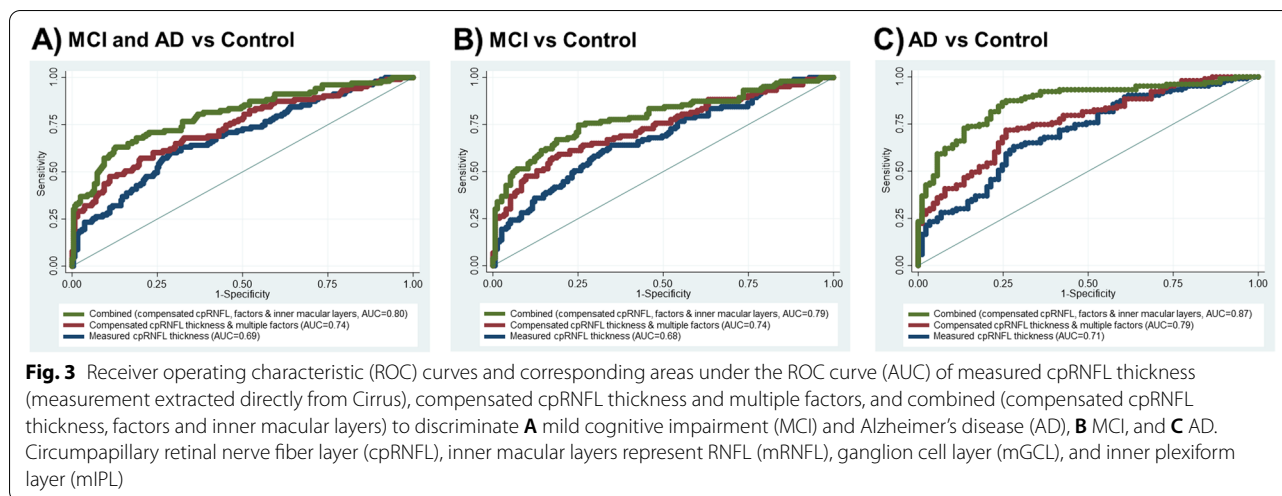 A) MCI and AD vs Control
Sensitivity
1.00
0.75
0.50
0.25
0.00
0.00 0.25 0.50 0.75 1.00
1-Specificity
Combined (compensated cpRNFL, factors & inner macular layers, AUC=0.80)
Compensated cpRNFL thickness & multiple factors (AUC=0.74)
Measured cpRNFL thickness (AUC=0.69)
B) MCI vs Control
Sensitivity
1.00
0.75
0.50
0.25
0.00
0.00 0.25 0.50 0.75 1.00
1-Specificity
Combined (compensated cpRNFL, factors & inner macular layers, AUC=0.79)
Compensated cpRNFL thickness & multiple factors (AUC=0.74)
Measured cpRNFL thickness (AUC=0.68)
C) AD vs Control
Sensitivity
1.00
0.75
0.50
0.25
0.00
0.00 0.25 0.50 0.75 1.00
1-Specificity
Combined (compensated cpRNFL, factors & inner macular layers, AUC=0.87)
Compensated cpRNFL thickness & multiple factors (AUC=0.79)
Measured cpRNFL thickness (AUC=0.71)
Fig. 3 Receiver operating characteristic (ROC) curves and corresponding areas under the ROC curve (AUC) of measured cpRNFL thickness
(measurement extracted directly from Cirrus), compensated cpRNFL thickness and multiple factors, and combined (compensated cpRNFL
thickness, factors and inner macular layers) to discriminate A mild cognitive impairment (MCI) and Alzheimer's disease (AD), B MCI, and C AD.
Circumpapillary retinal nerve fiber layer (cpRNFL), inner macular layers represent RNFL (mRNFL), ganglion cell layer (mGCL), and inner plexiform
layer (mIPL)